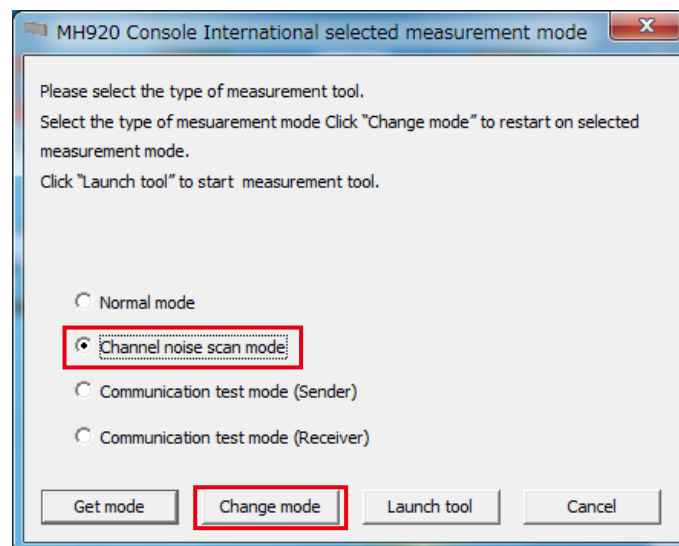 MH920 Console International selected measurement mode
Please select the type of measurement tool.
Select the type of mesuarement mode Click "Change mode" to restart on selected
measurement mode.
Click "Launch tool" to start measurement tool.
Normal mode
Channel noise scan mode
Communication test mode (Sender)
Communication test mode (Receiver)
Get mode Change mode Launch tool Cancel